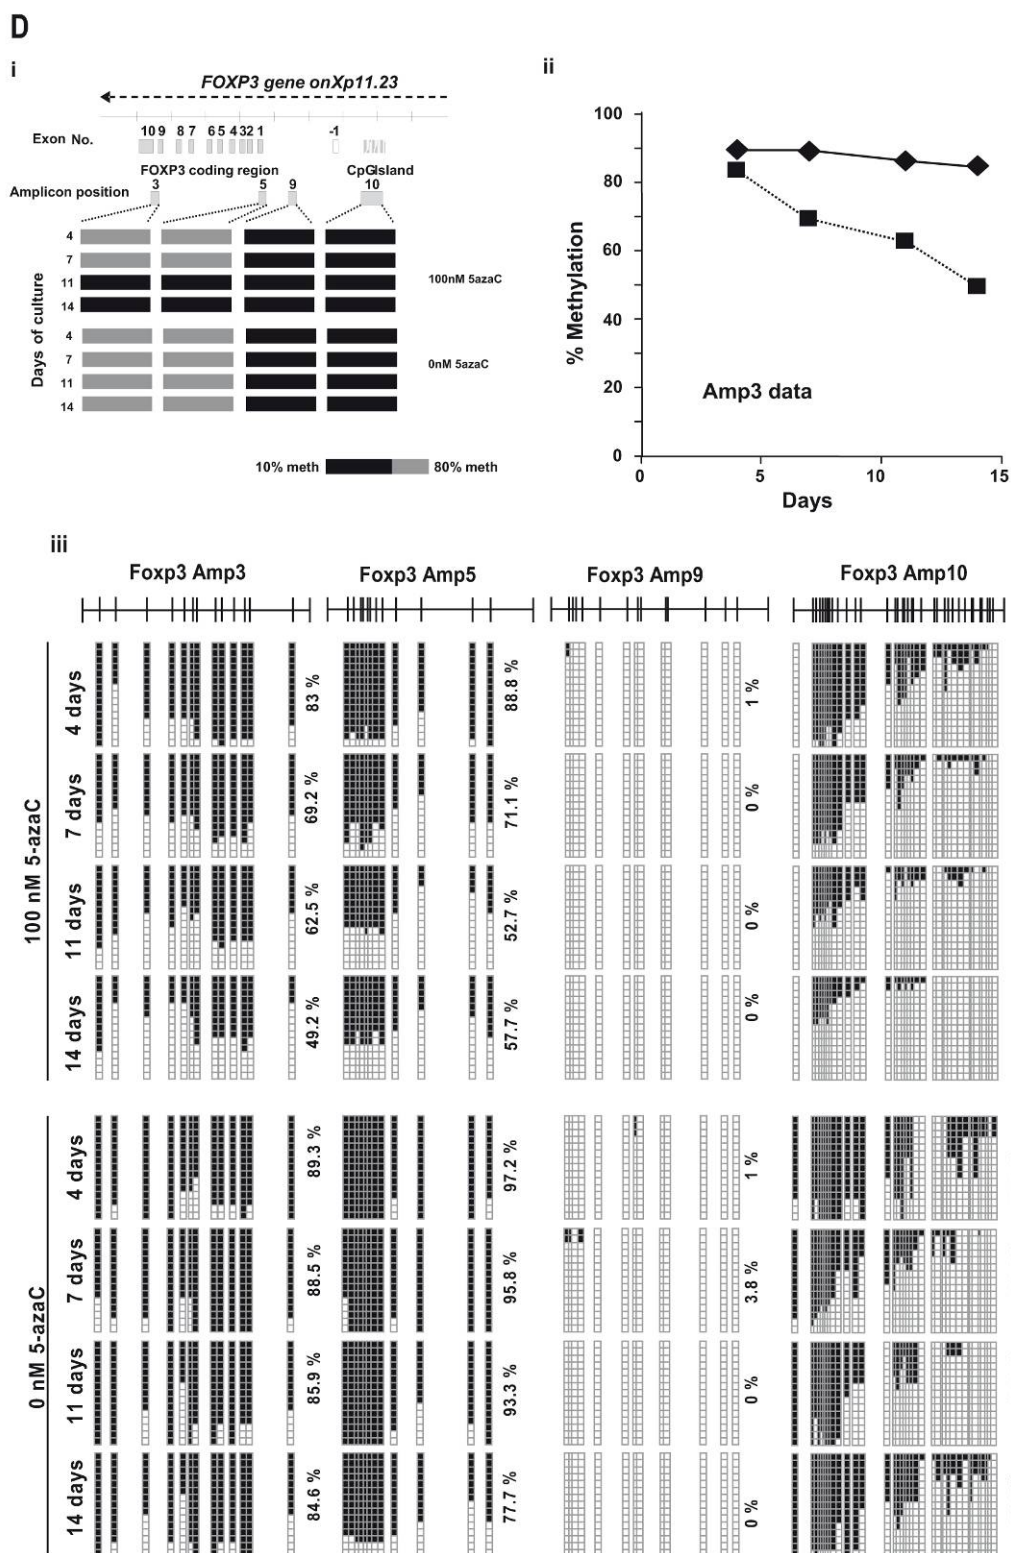 D
i
FOXP3 gene onXp11.23
Exon No.
10 9 8 7 6 5 4 32 1 -1
FOXP3 coding region
CpGIsland
Amplicon position
3 5 9 10
Days of culture
4
7
11
14
100nM 5azaC
4
7
11
14
0nM 5azaC
10% meth
80% meth
ii
100
80
60
40
20
0
% Methylation
Amp3 data
0 5 10 15
Days
iii
Foxp3 Amp3 Foxp3 Amp5 Foxp3 Amp9 Foxp3 Amp10
100 nM 5-azaC
4 days 83 % 88.8 % 1 %
7 days 69.2 % 71.1 % 0 %
11 days 62.5 % 52.7 % 0 %
14 days 49.2 % 57.7 % 0 %
0 nM 5-azaC
4 days 89.3 % 97.2 % 1 %
7 days 88.5 % 95.8 % 3.8 %
11 days 85.9 % 93.3 % 0 %
14 days 84.6 % 77.7 % 0 %